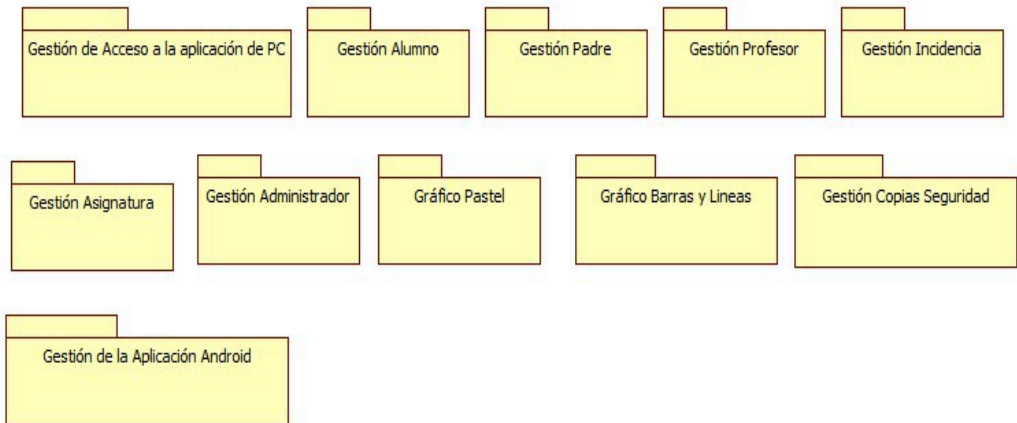 Gestión de Acceso a la aplicación de PC
Gestión Alumno
Gestión Padre
Gestión Profesor
Gestión Incidencia
Gestión Asignatura
Gestión Administrador
Gráfico Pastel
Gráfico Barras y Lineas
Gestión Copias Seguridad
Gestión de la Aplicación Android